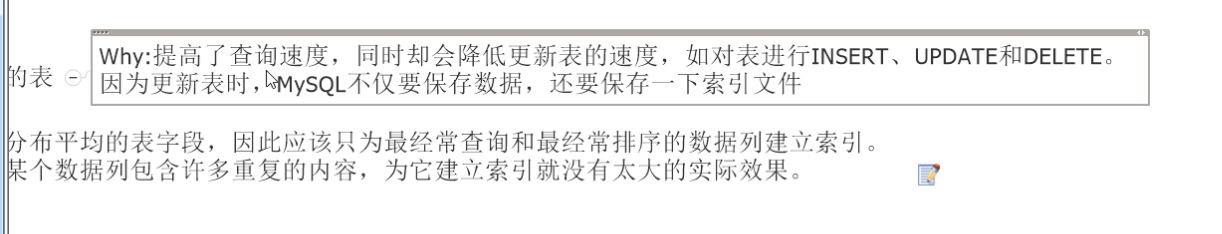 Why:提高了查询速度，同时却会降低更新表的速度，如对表进行INSERT、UPDATE和DELETE。
的表
因为更新表时，MySQL不仅要保存数据，还要保存一下索引文件
分布平均的表字段，因此应该只为最经常查询和最经常排序的数据列建立索引。
某个数据列包含许多重复的内容，为它建立索引就没有太大的实际效果。